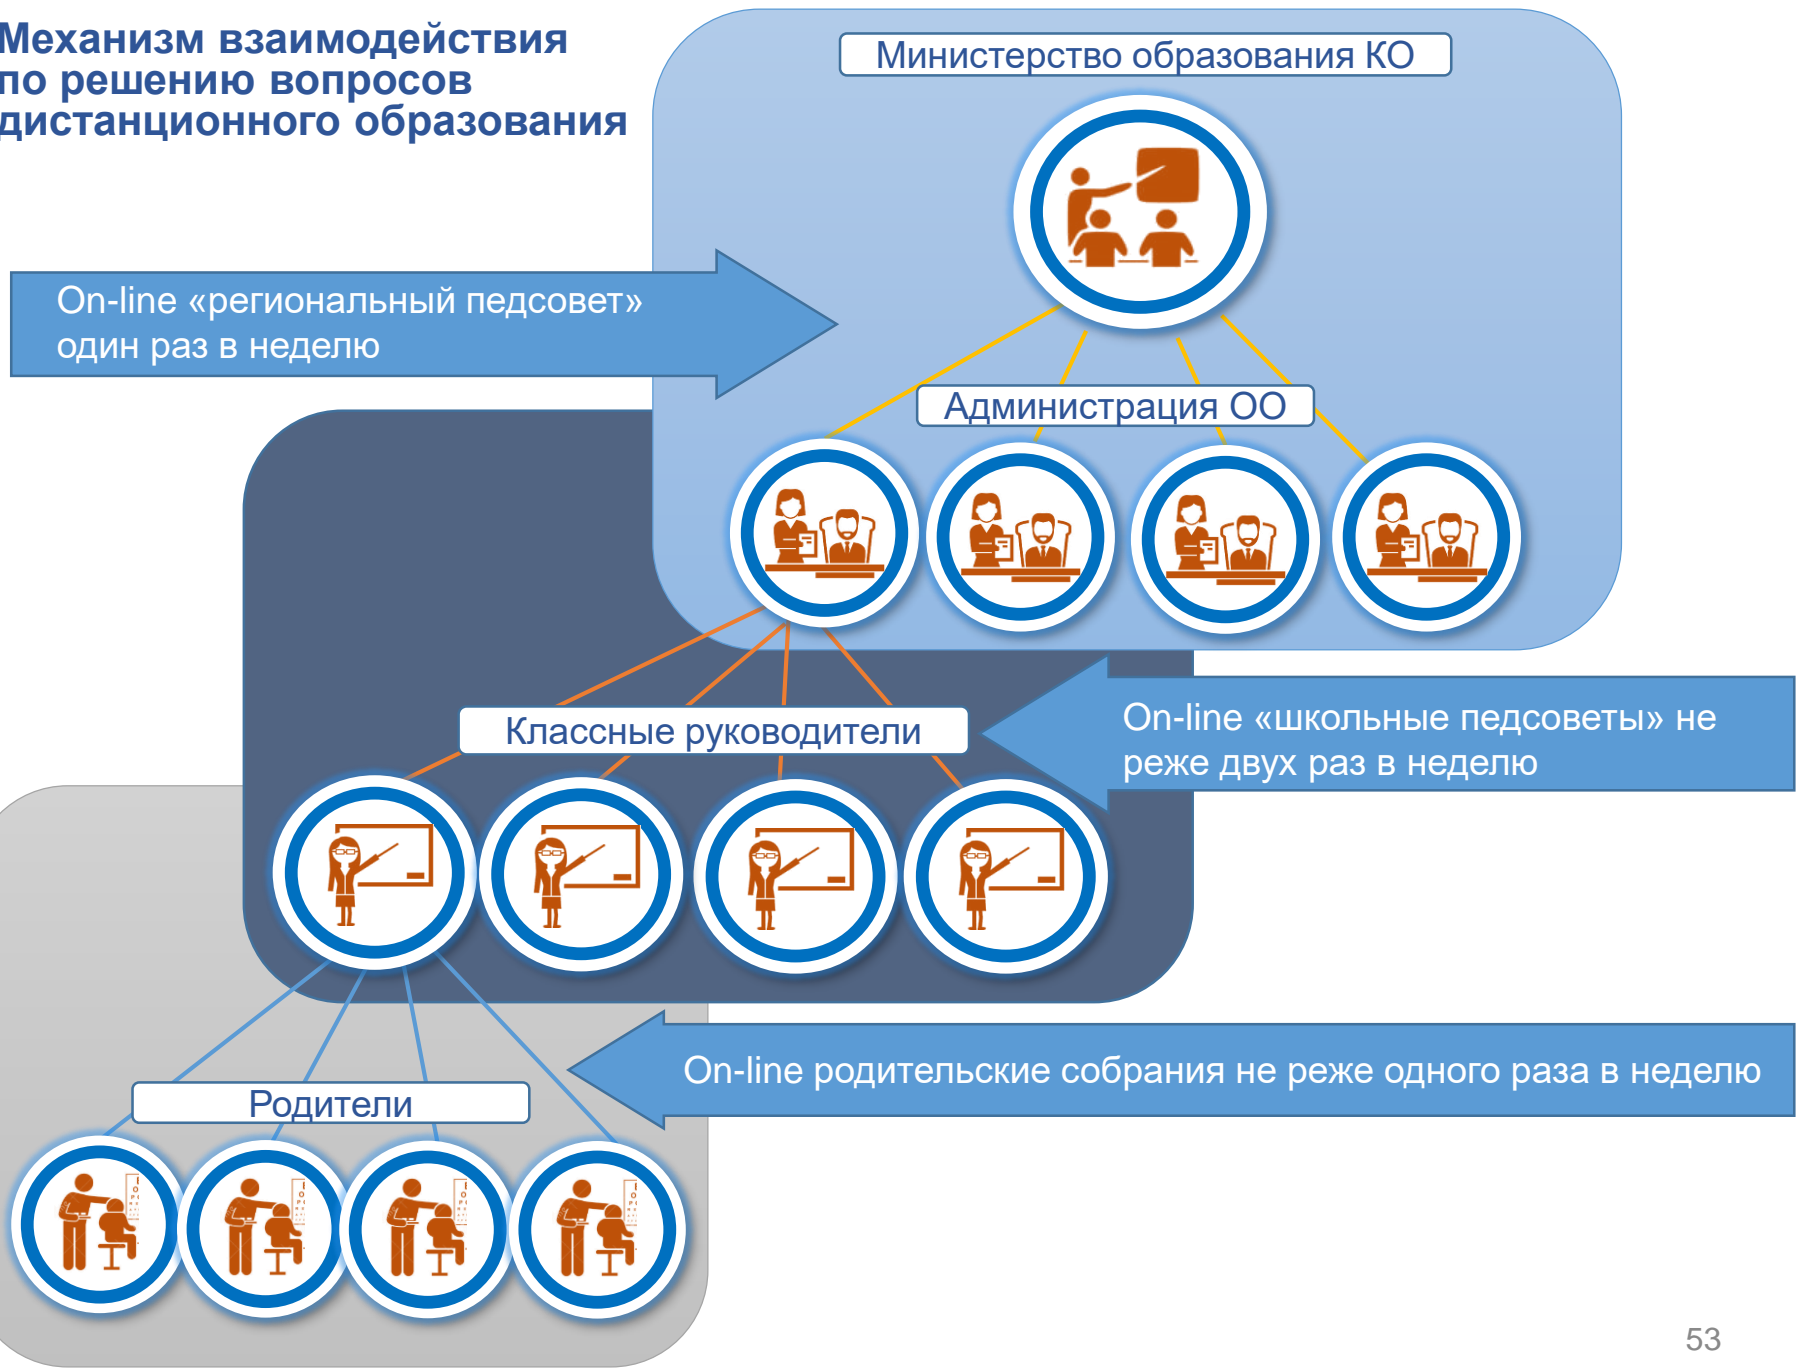 Механизм взаимодействия
по решению вопросов
дистанционного образования
Министерство образования КО
On-line «региональный педсовет»
один раз в неделю
Администрация ОО
Классные руководители
On-line «школьные педсоветы» не
реже двух раз в неделю
On-line родительские собрания не реже одного раза в неделю
Родители
53